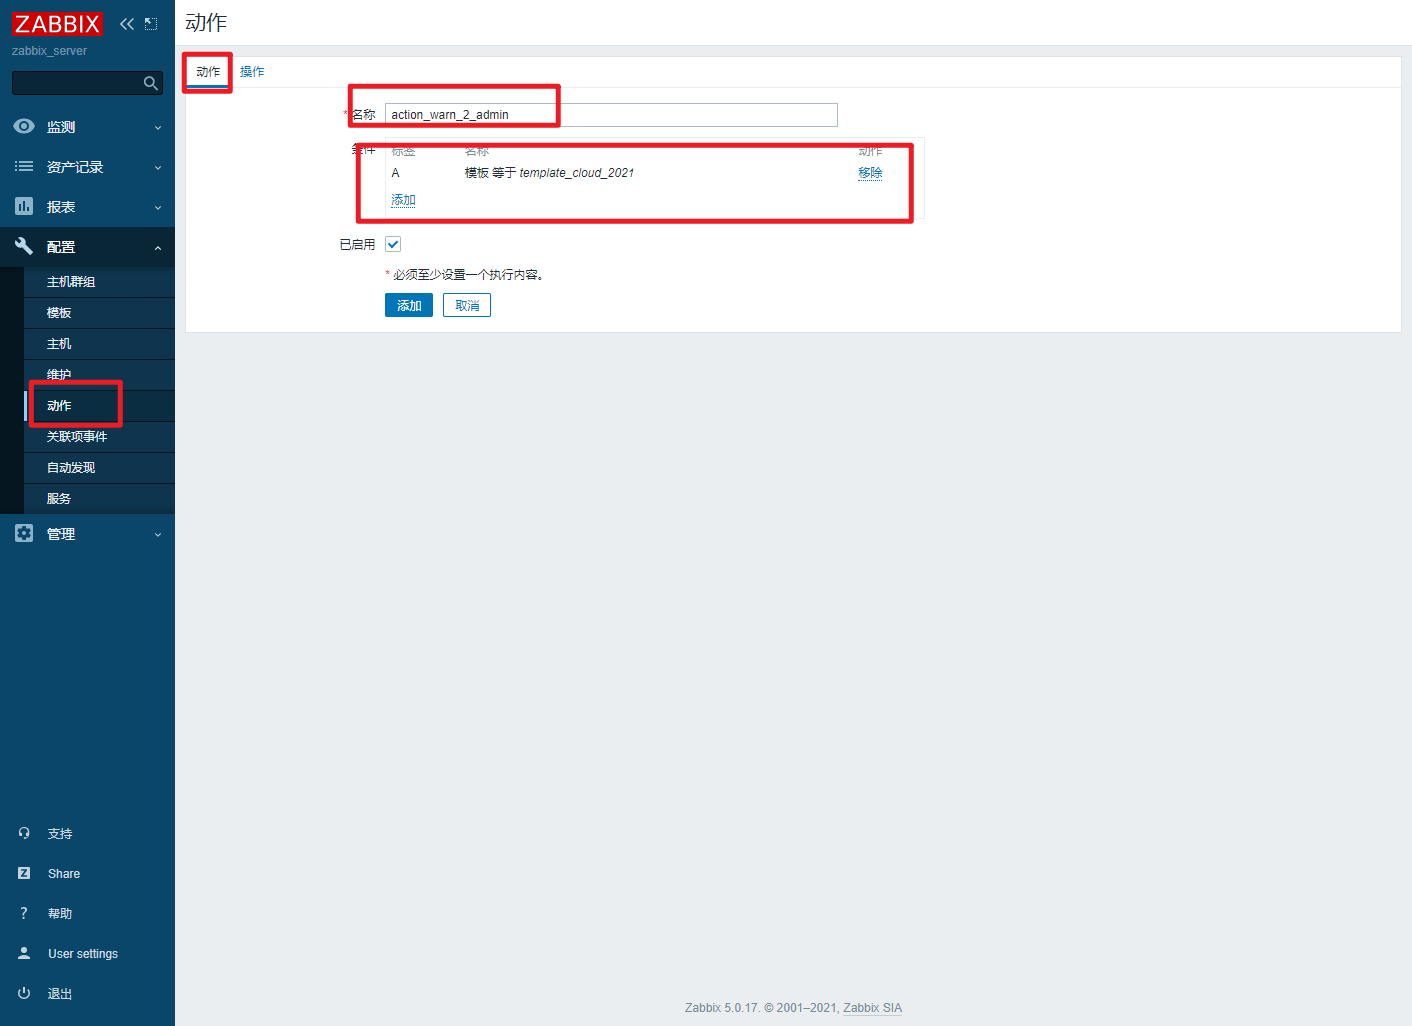 ZABBIX
zabbix_server
监测
资产记录
报表
配置
主机群组
模板
主机
维护
动作
关联项事件
自动发现
服务
管理
支持
Share
帮助
User settings
退出
动作
动作 操作
* 名称 action_warn_2_admin
条件 标签 名称 动作
A 模板 等于 template_cloud_2021 移除
添加
已启用
* 必须至少设置一个执行内容。
添加 取消
Zabbix 5.0.17. © 2001–2021, Zabbix SIA